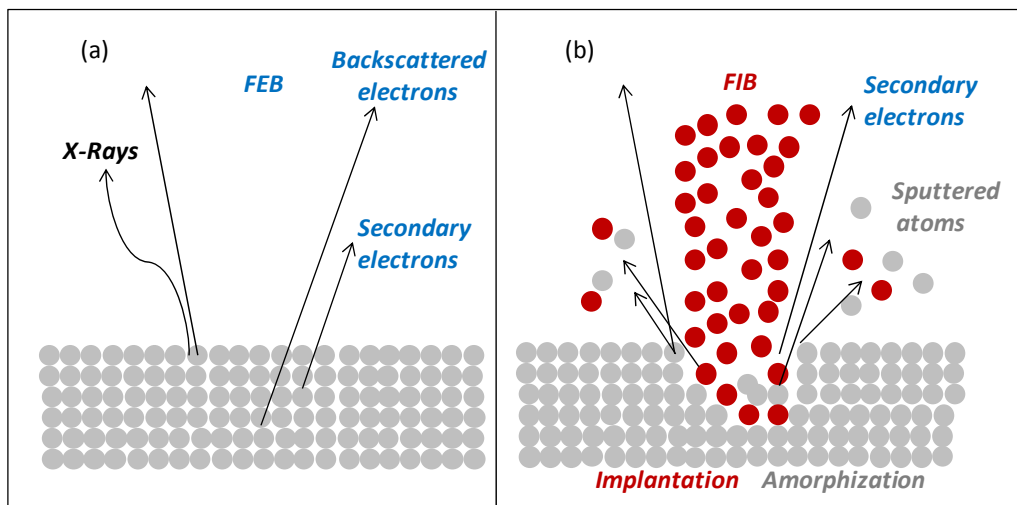 (a)
FEB
Backscattered
electrons
X-Rays
Secondary
electrons
(b)
FIB
Secondary
electrons
Sputtered
atoms
Implantation
Amorphization